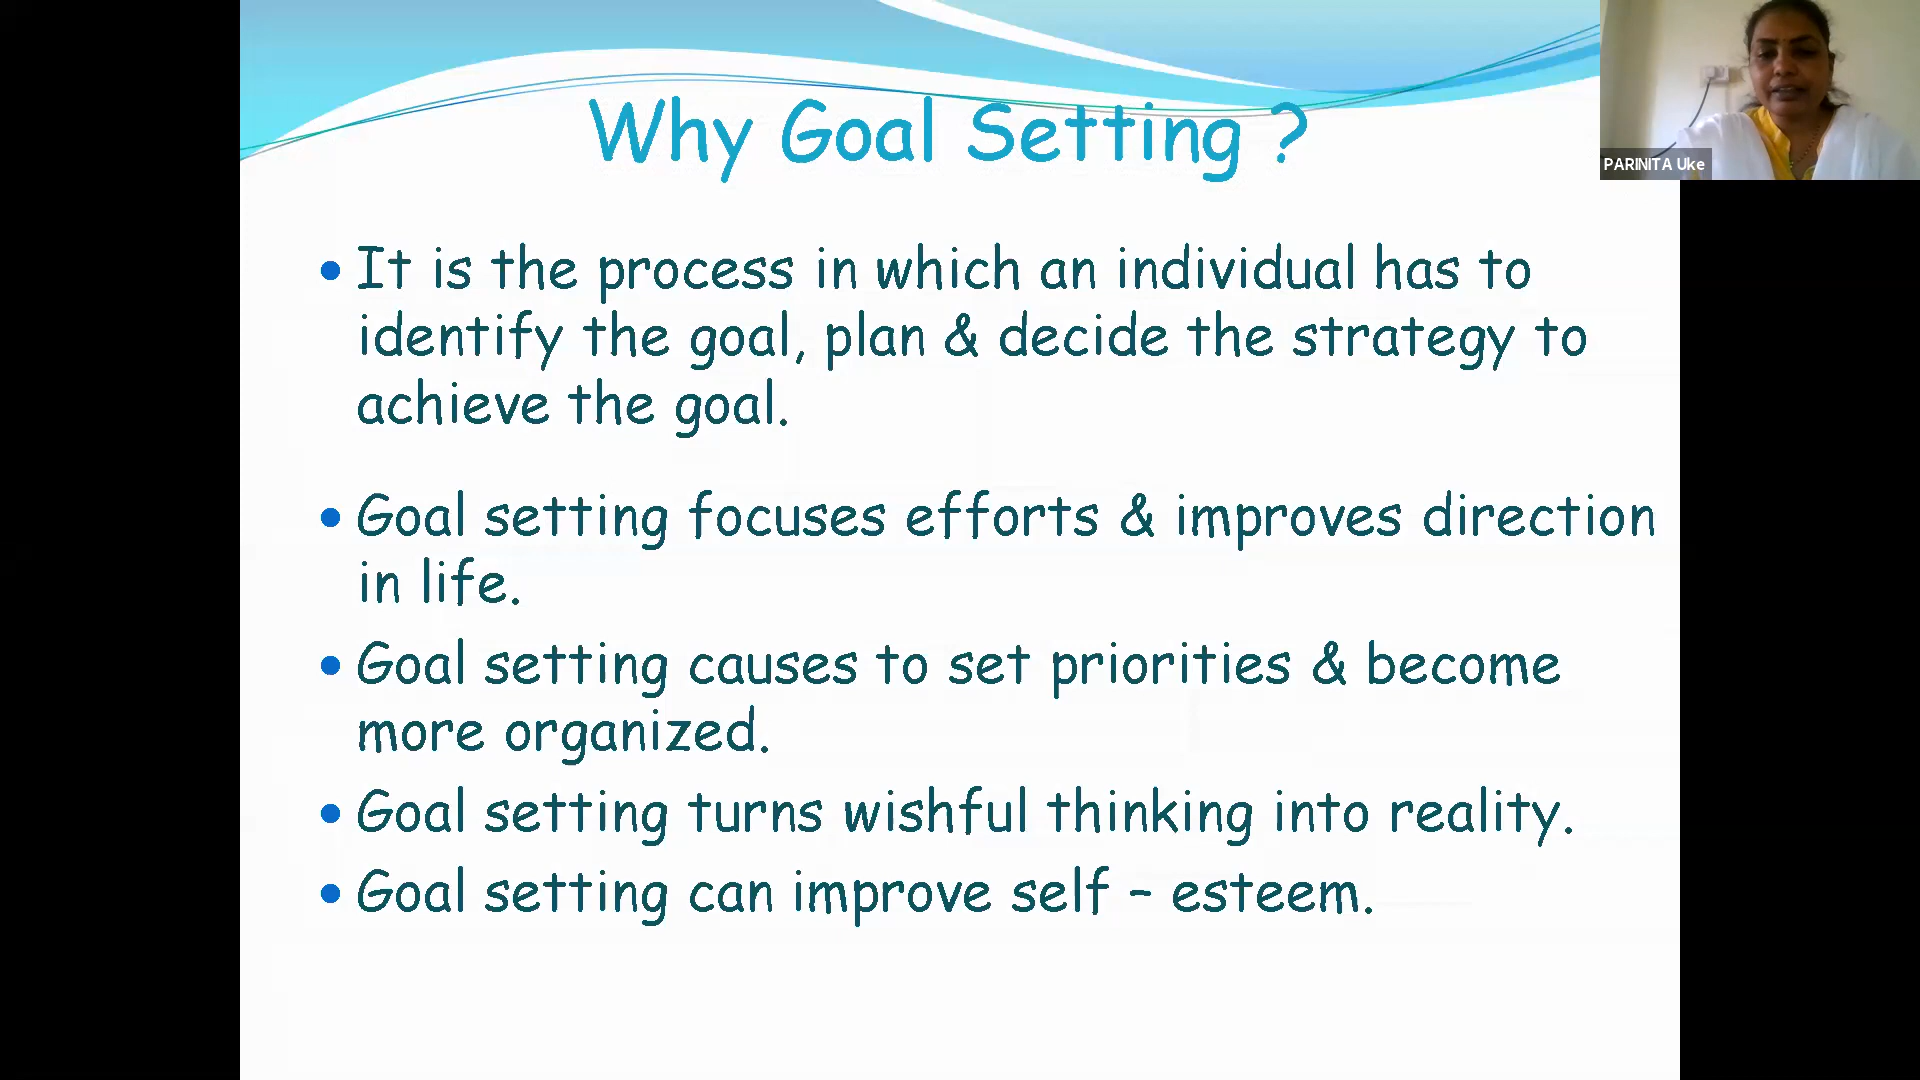 Why Goal Setting ?
PARINITA Uke
• It is the process in which an individual has to
identify the goal, plan & decide the strategy to
achieve the goal.
• Goal setting focuses efforts & improves direction
in life.
• Goal setting causes to set priorities & become
more organized.
• Goal setting turns wishful thinking into reality.
• Goal setting can improve self – esteem.